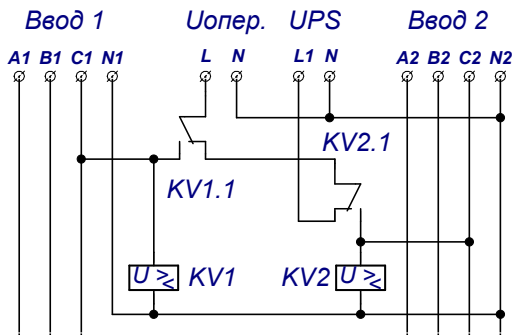 Ввод 1 Uопер. UPS Ввод 2
A1 B1 C1 N1 L N L1 N A2 B2 C2 N2
KV2.1
KV1.1
U >< KV1 KV2 U ><